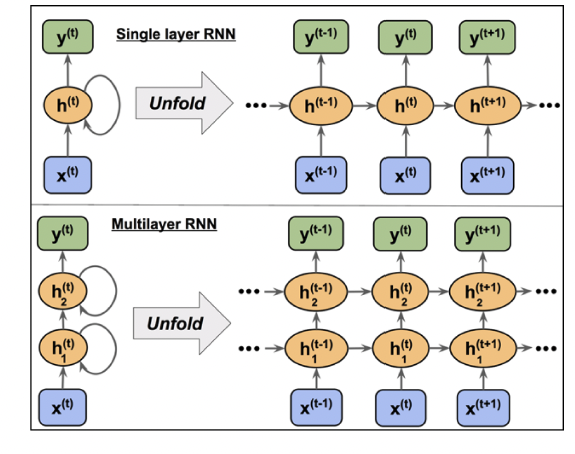 Single layer RNN
y(t)
h(t)
x(t)
Unfold
y(t-1) y(t) y(t+1)
••• h(t-1) h(t) h(t+1) •••
x(t-1) x(t) x(t+1)
Multilayer RNN
y(t)
h2(t)
h1(t)
x(t)
Unfold
y(t-1) y(t) y(t+1)
••• h2(t-1) h2(t) h2(t+1) •••
••• h1(t-1) h1(t) h1(t+1) •••
x(t-1) x(t) x(t+1)